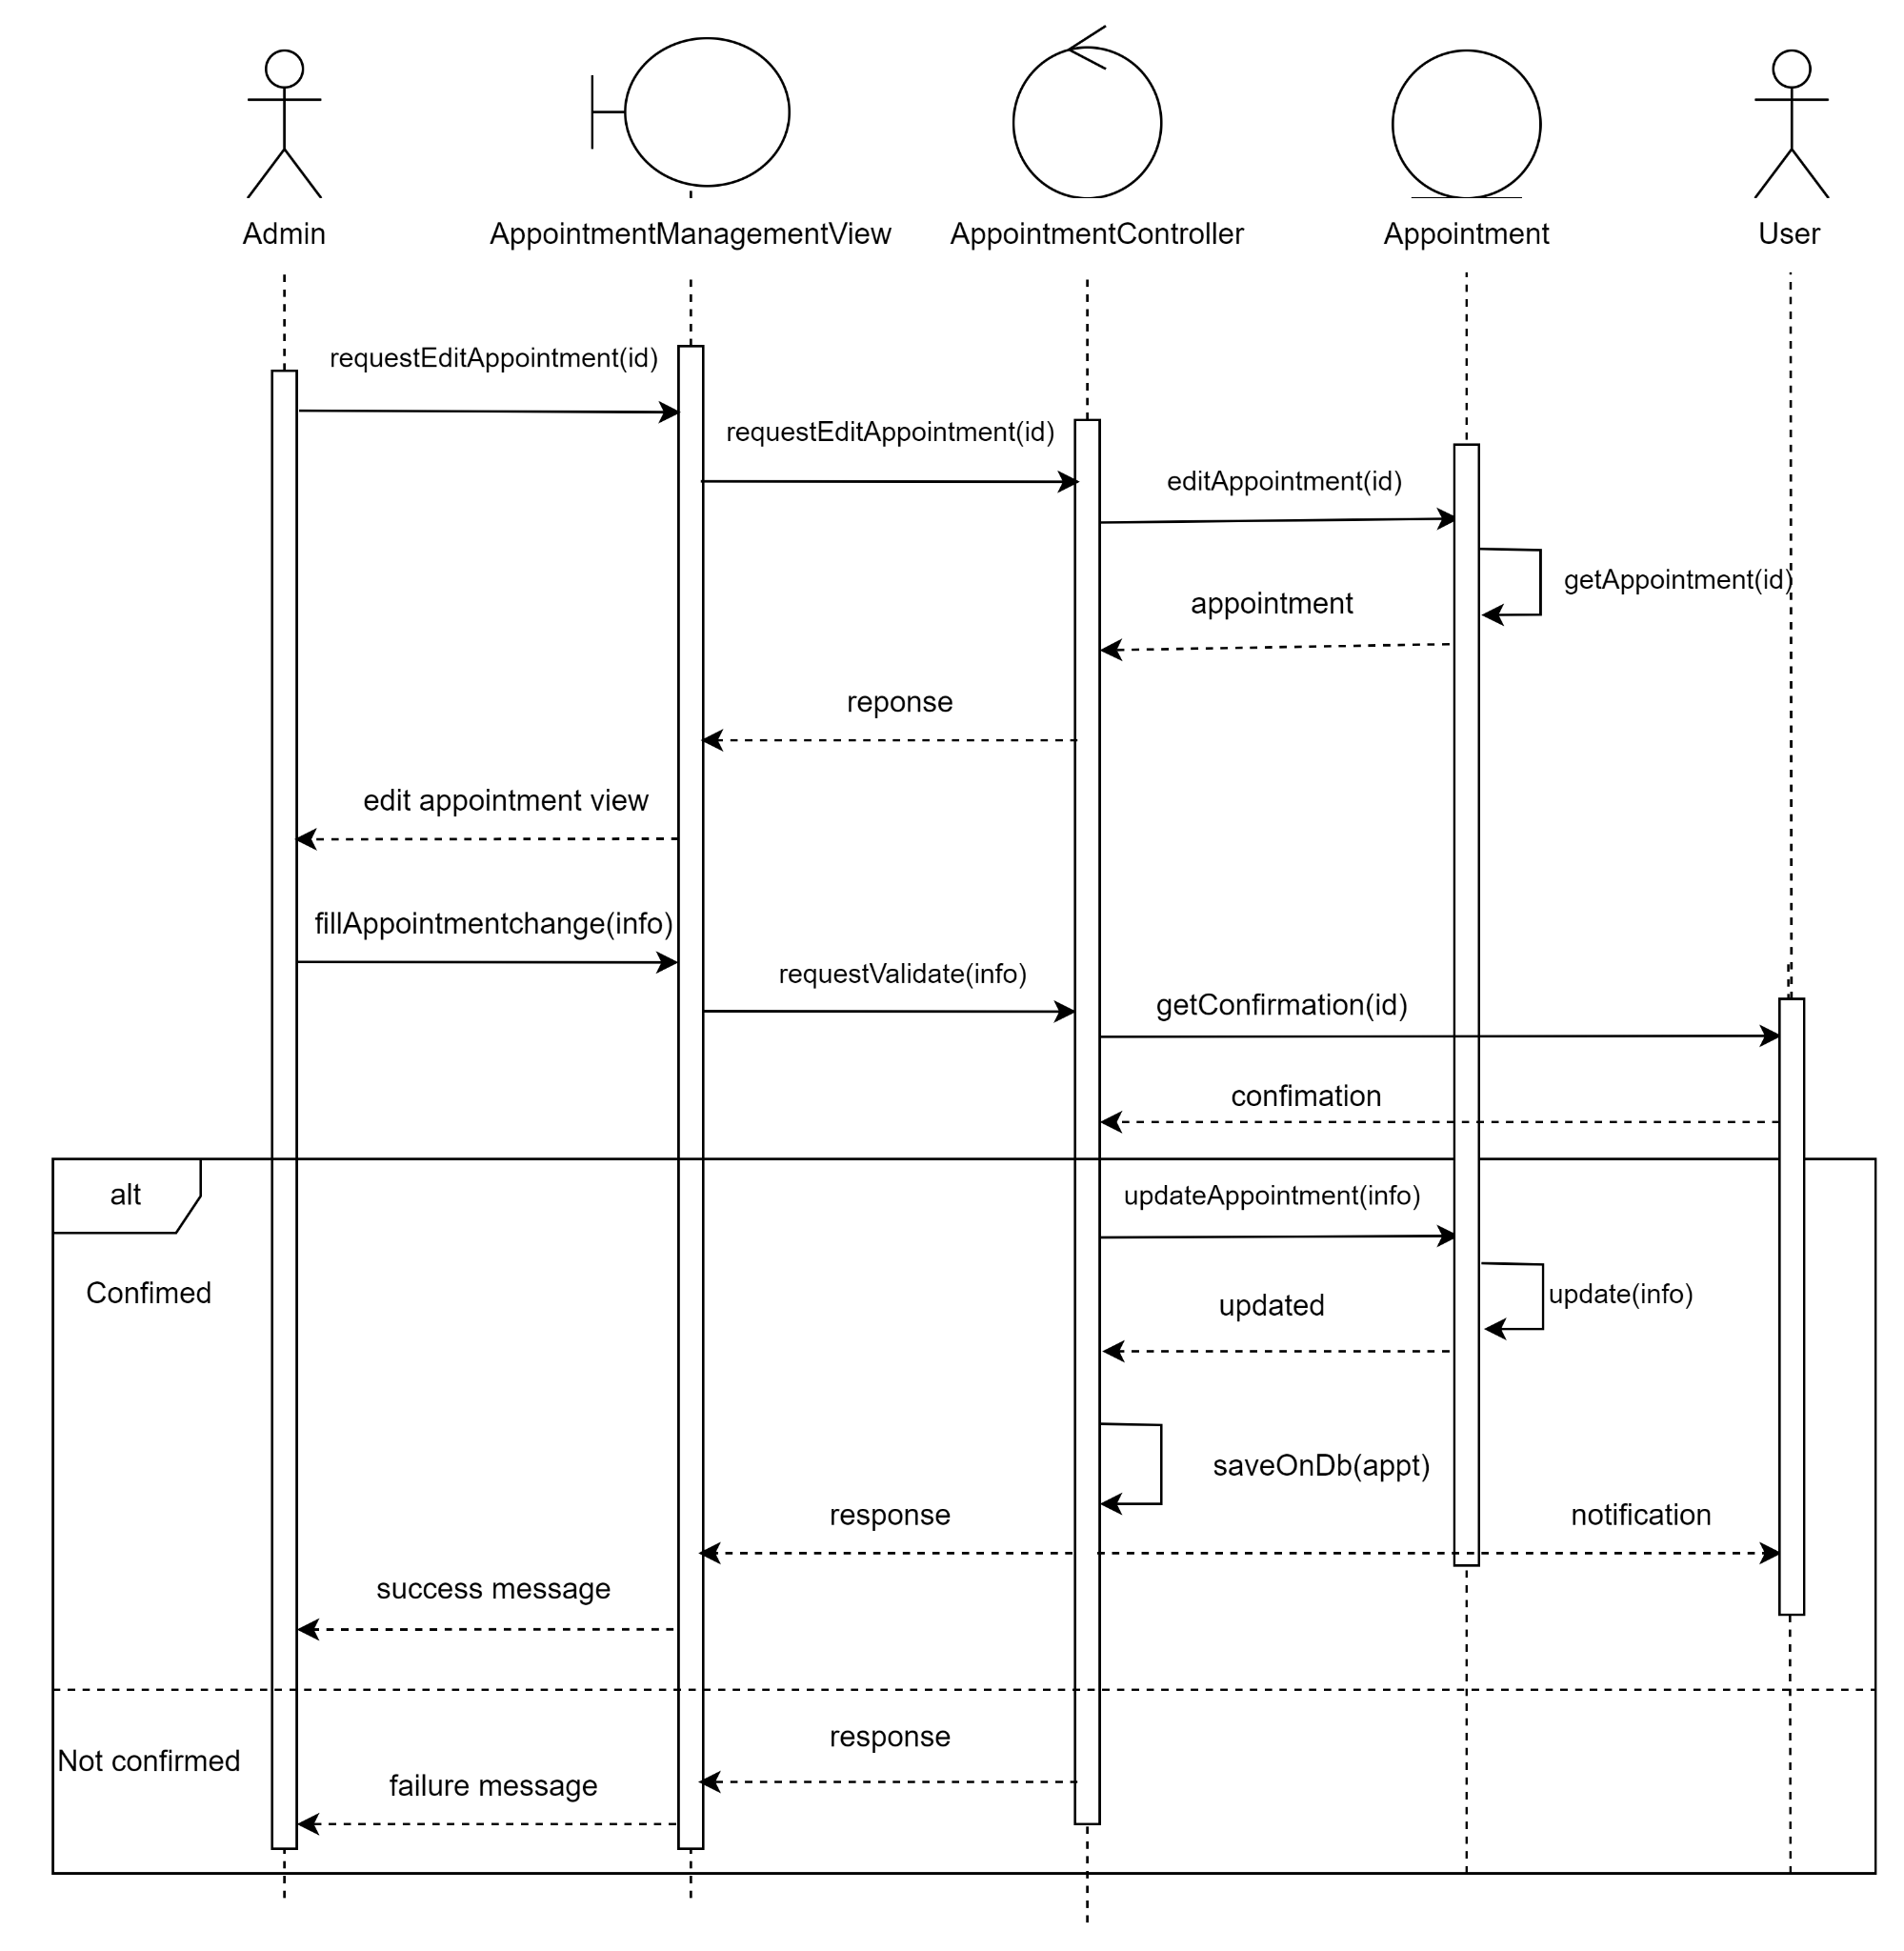 Admin
AppointmentManagementView
AppointmentController
Appointment
User
requestEditAppointment(id)
requestEditAppointment(id)
editAppointment(id)
getAppointment(id)
appointment
reponse
edit appointment view
fillAppointmentchange(info)
requestValidate(info)
getConfirmation(id)
confimation
alt
updateAppointment(info)
Confimed
update(info)
updated
saveOnDb(appt)
response
notification
success message
response
Not confirmed
failure message